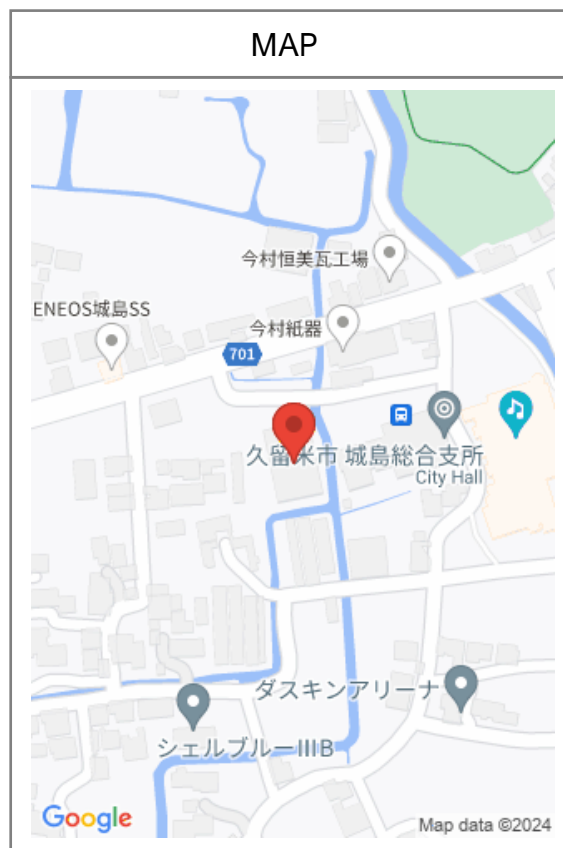 MAP
今村恒美瓦工場
ENEOS城島SS
今村紙器
701
久留米市 城島総合支所
City Hall
ダスキンアリーナ
シェルブルーIIIB
Google
Map data ©2024